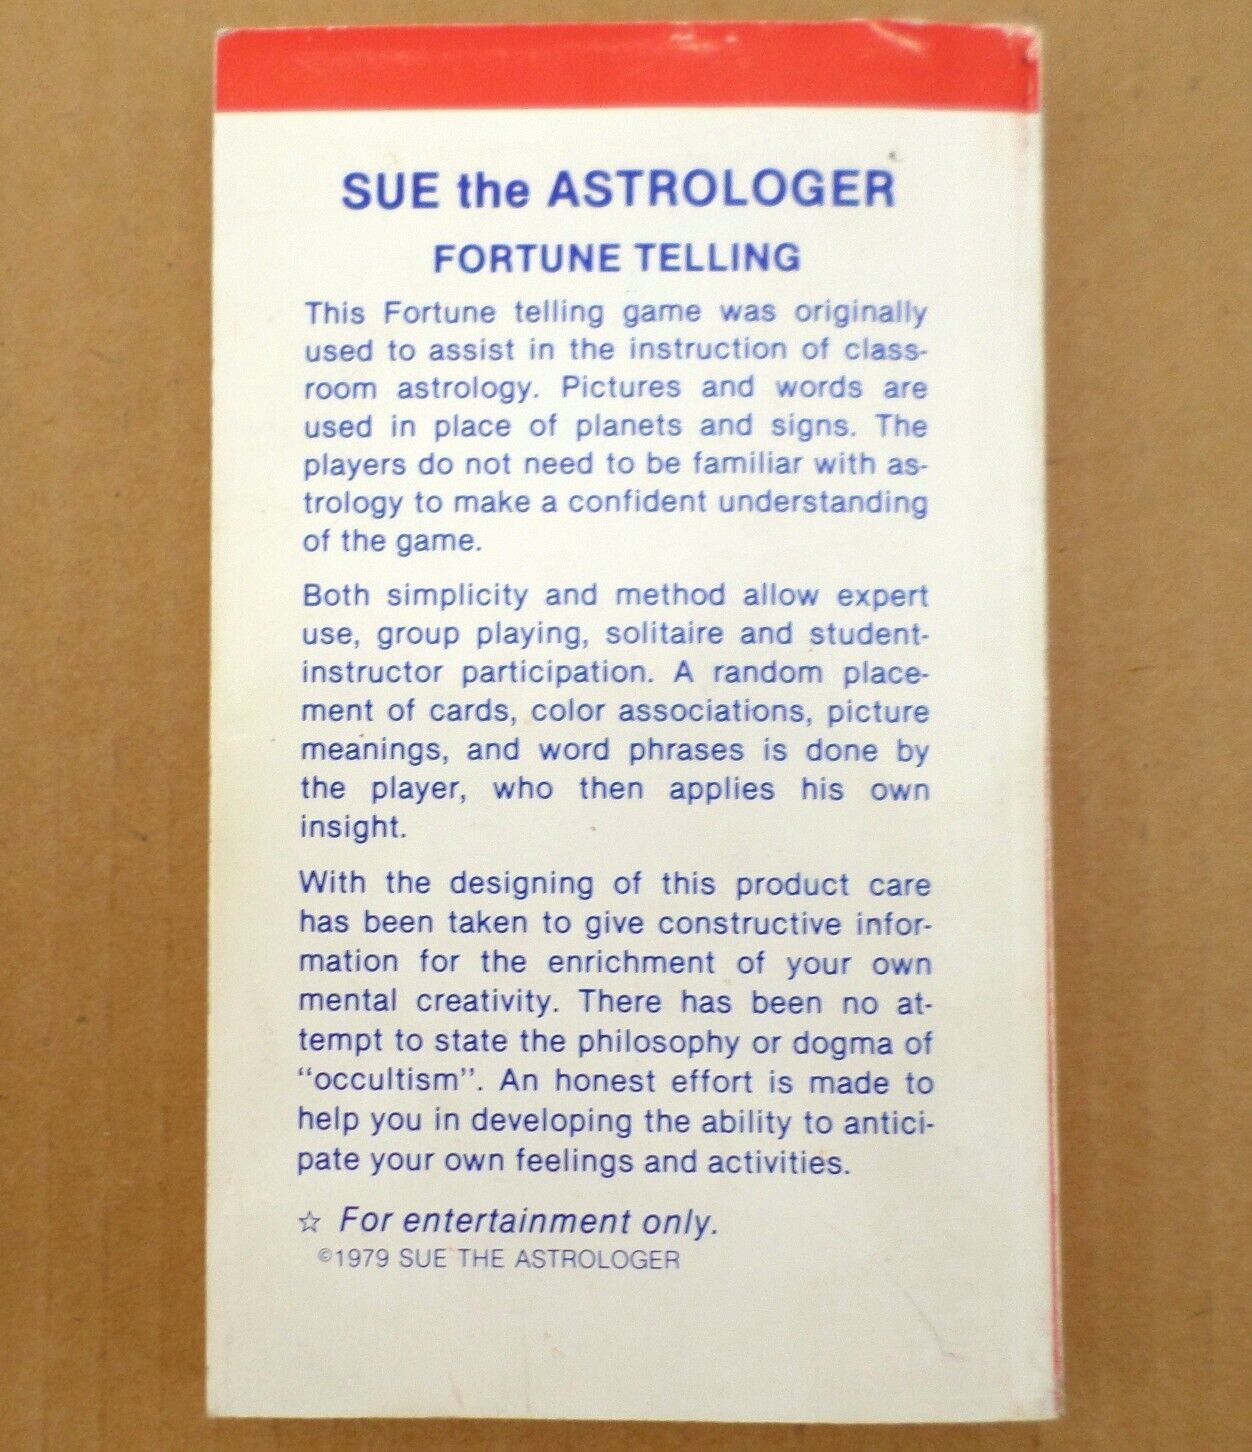 SUE the ASTROLOGER
FORTUNE TELLING
This Fortune telling game was originally
used to assist in the instruction of class-
room astrology. Pictures and words are
used in place of planets and signs. The
players do not need to be familiar with as-
trology to make a confident understanding
of the game.
Both simplicity and method allow expert
use, group playing, solitaire and student-
instructor participation. A random place-
ment of cards, color associations, picture
meanings, and word phrases is done by
the player, who then applies his own
insight.
With the designing of this product care
has been taken to give constructive infor-
mation for the enrichment of your own
mental creativity. There has been no at-
tempt to state the philosophy or dogma of
“occultism”. An honest effort is made to
help you in developing the ability to antici-
pate your own feelings and activities.
☆ For entertainment only.
©1979 SUE THE ASTROLOGER